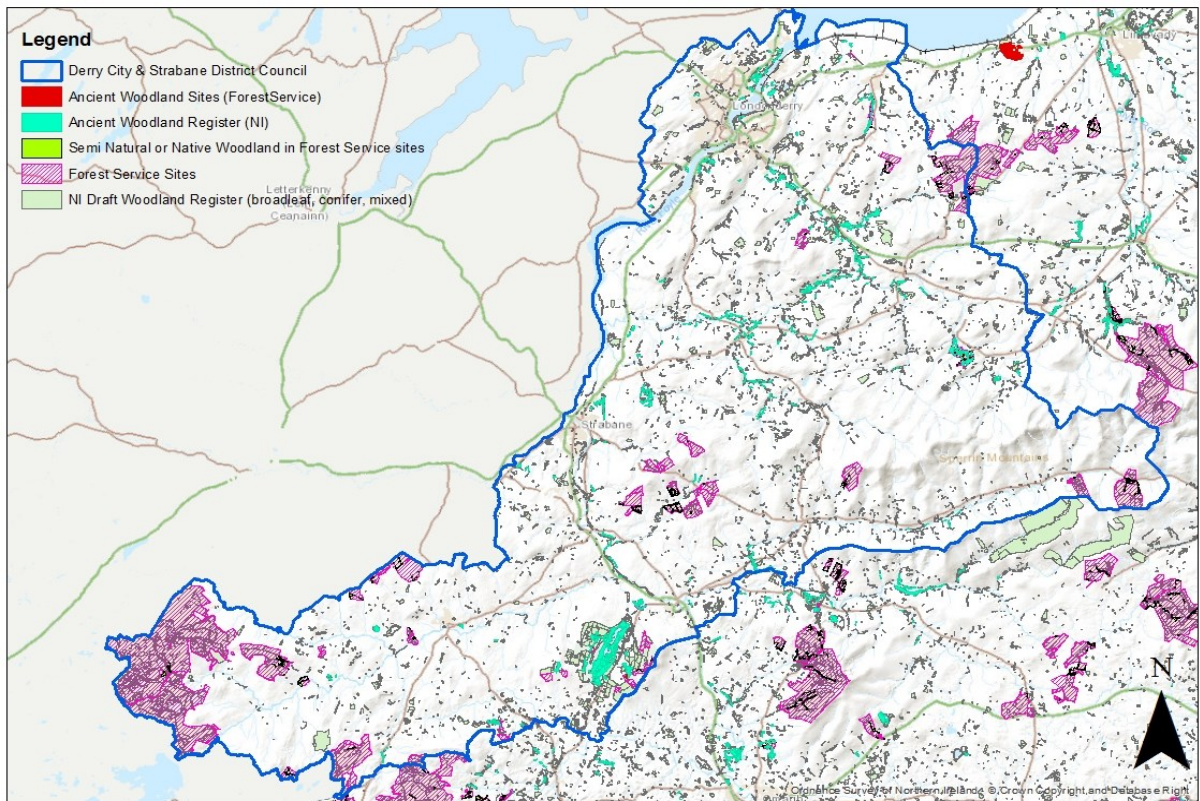 Legend
Derry City & Strabane District Council
Ancient Woodland Sites (ForestService)
Ancient Woodland Register (NI)
Semi Natural or Native Woodland in Forest Service sites
Forest Service Sites
NI Draft Woodland Register (broadleaf, conifer, mixed)
Letterkenny
Ceanainn)
Londonderry
Strabane
Sperrin Mountains
N
Ordnance Survey of Northern Ireland © Crown Copyright and Database Right